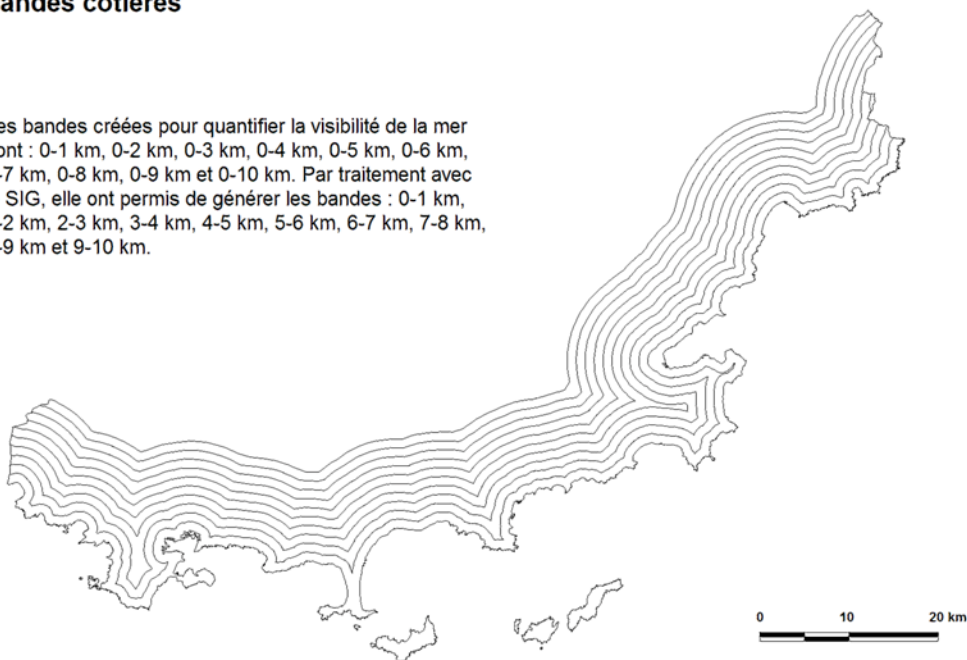 andes côtières
es bandes créées pour quantifier la visibilité de la mer
ont : 0-1 km, 0-2 km, 0-3 km, 0-4 km, 0-5 km, 0-6 km,
-7 km, 0-8 km, 0-9 km et 0-10 km. Par traitement avec
SIG, elle ont permis de générer les bandes : 0-1 km,
-2 km, 2-3 km, 3-4 km, 4-5 km, 5-6 km, 6-7 km, 7-8 km,
-9 km et 9-10 km.
0 10 20 km